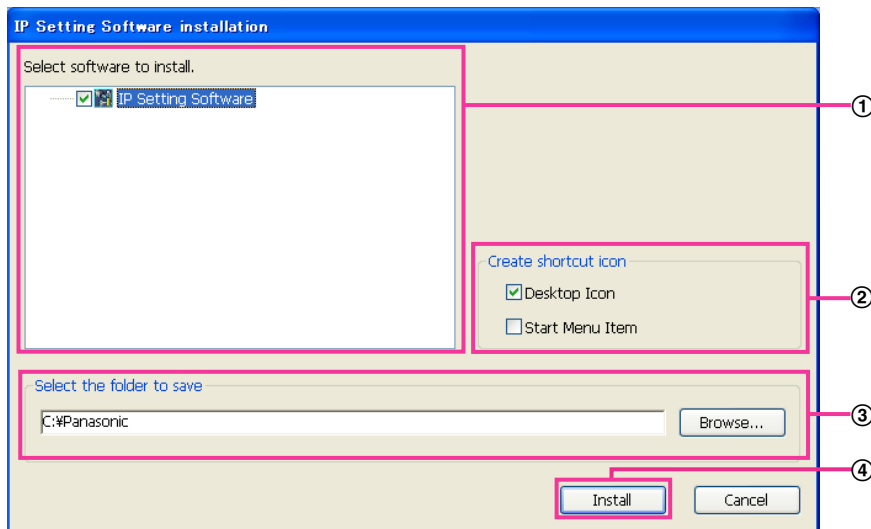 IP Setting Software installation
Select software to install.
IP Setting Software
①
Create shortcut icon
Desktop Icon
②
Start Menu Item
Select the folder to save
C:¥Panasonic
Browse...
③
④
Install
Cancel